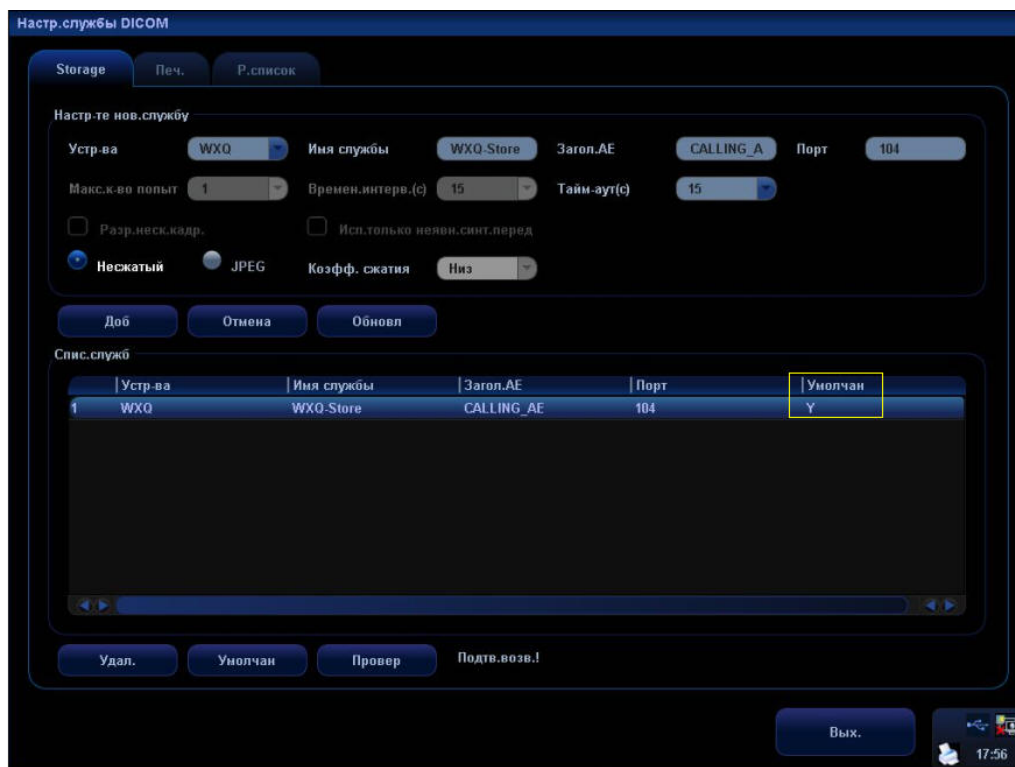 Настр.службы DICOM
Storage Печ. Р.список
Настр-те нов.службу
Устр-ва WXQ Имя службы WXQ-Store Загол.AE CALLING_A Порт 104
Макс.к-во попыт 1 Времен.интерв.(с) 15 Тайм-аут(с) 15
Разр.неск.кадр. Исп.только неявн.синт.перед
Несжатый JPEG Коэфф. сжатия Низ
Доб Отмена Обновл
Спис.служб
Устр-ва Имя службы Загол.AE Порт Умолчан
1 WXQ WXQ-Store CALLING_AE 104 Y
Удал. Умолчан Провер Подтв.возв.!
Вых.
17:56